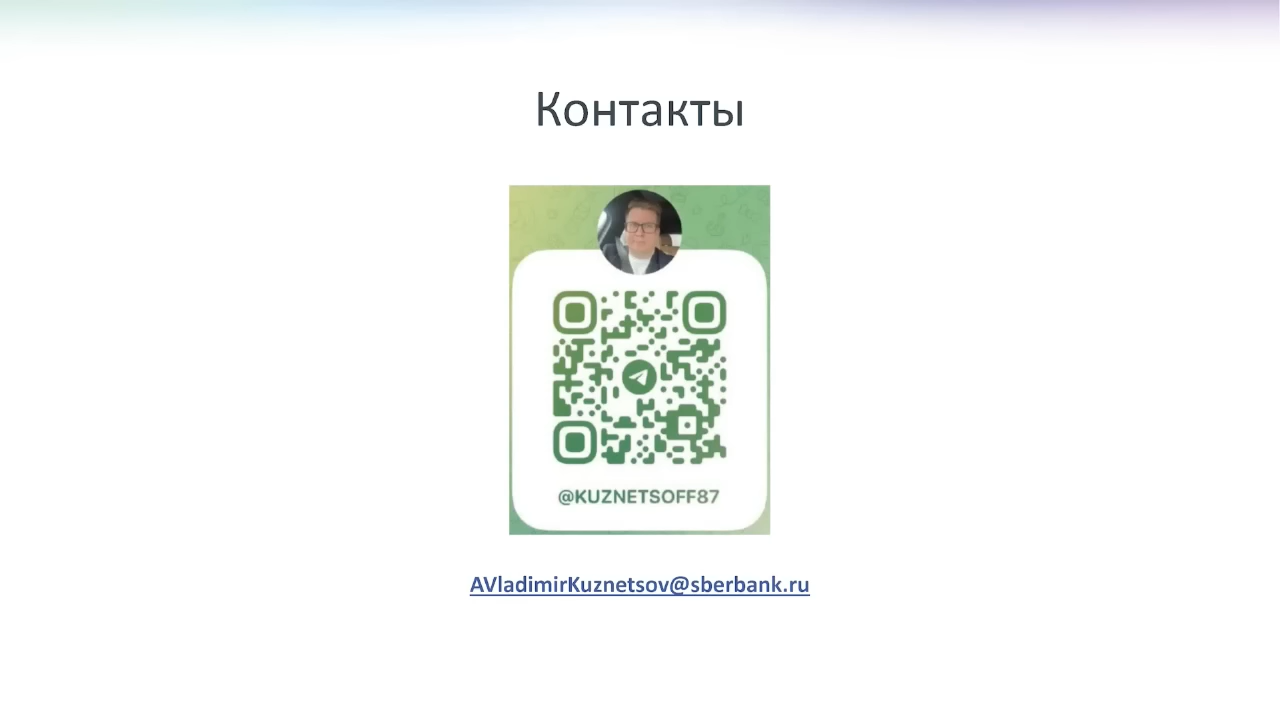 Контакты
@KUZNETSOFF87
AVladimirKuznetsov@sberbank.ru